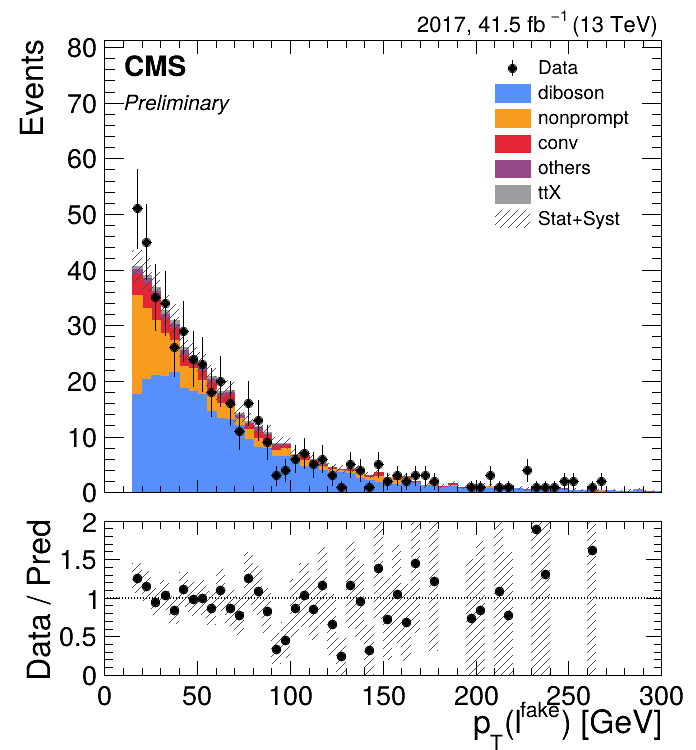 2017, 41.5 fb⁻¹ (13 TeV)
Events
80
70
60
50
40
30
20
10
0
CMS
Preliminary
Data
diboson
nonprompt
conv
others
ttX
Stat+Syst
Data / Pred
2
1.5
1
0.5
0
0 50 100 150 200 250 300
p_T(l^fake) [GeV]